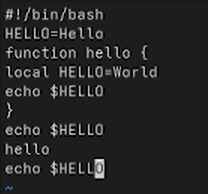 #!/bin/bash
HELLO=Hello
function hello {
local HELLO=World
echo $HELLO
}
echo $HELLO
hello
echo $HELLO
~